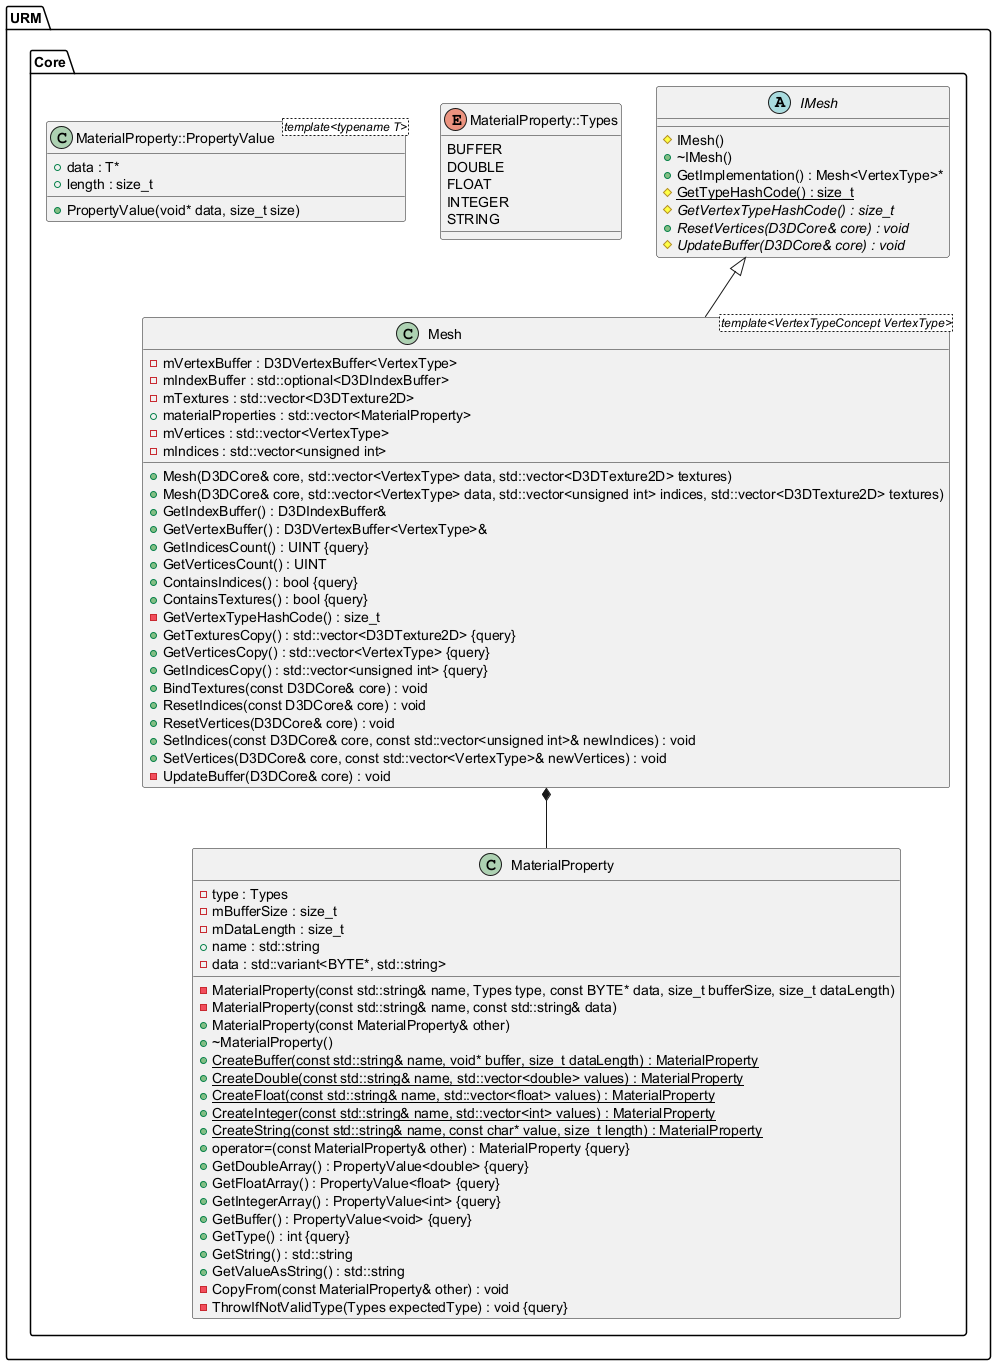 URM
Core
C MaterialProperty::PropertyValue
template<typename T>
data : T*
length : size_t
PropertyValue(void* data, size_t size)
E MaterialProperty::Types
BUFFER
DOUBLE
FLOAT
INTEGER
STRING
A IMesh
IMesh()
~IMesh()
GetImplementation() : Mesh<VertexType>*
GetTypeHashCode() : size_t
GetVertexTypeHashCode() : size_t
ResetVertices(D3DCore& core) : void
UpdateBuffer(D3DCore& core) : void
C Mesh
template<VertexTypeConcept VertexType>
mVertexBuffer : D3DVertexBuffer<VertexType>
mIndexBuffer : std::optional<D3DIndexBuffer>
mTextures : std::vector<D3DTexture2D>
materialProperties : std::vector<MaterialProperty>
mVertices : std::vector<VertexType>
mIndices : std::vector<unsigned int>
Mesh(D3DCore& core, std::vector<VertexType> data, std::vector<D3DTexture2D> textures)
Mesh(D3DCore& core, std::vector<VertexType> data, std::vector<unsigned int> indices, std::vector<D3DTexture2D> textures)
GetIndexBuffer() : D3DIndexBuffer&
GetVertexBuffer() : D3DVertexBuffer<VertexType>&
GetIndicesCount() : UINT {query}
GetVerticesCount() : UINT
ContainsIndices() : bool {query}
ContainsTextures() : bool {query}
GetVertexTypeHashCode() : size_t
GetTexturesCopy() : std::vector<D3DTexture2D> {query}
GetVerticesCopy() : std::vector<VertexType> {query}
GetIndicesCopy() : std::vector<unsigned int> {query}
BindTextures(const D3DCore& core) : void
ResetIndices(const D3DCore& core) : void
ResetVertices(D3DCore& core) : void
SetIndices(const D3DCore& core, const std::vector<unsigned int>& newIndices) : void
SetVertices(D3DCore& core, const std::vector<VertexType>& newVertices) : void
UpdateBuffer(D3DCore& core) : void
C MaterialProperty
type : Types
mBufferSize : size_t
mDataLength : size_t
name : std::string
data : std::variant<BYTE*, std::string>
MaterialProperty(const std::string& name, Types type, const BYTE* data, size_t bufferSize, size_t dataLength)
MaterialProperty(const std::string& name, const std::string& data)
MaterialProperty(const MaterialProperty& other)
~MaterialProperty()
CreateBuffer(const std::string& name, void* buffer, size_t dataLength) : MaterialProperty
CreateDouble(const std::string& name, std::vector<double> values) : MaterialProperty
CreateFloat(const std::string& name, std::vector<float> values) : MaterialProperty
CreateInteger(const std::string& name, std::vector<int> values) : MaterialProperty
CreateString(const std::string& name, const char* value, size_t length) : MaterialProperty
operator=(const MaterialProperty& other) : MaterialProperty {query}
GetDoubleArray() : PropertyValue<double> {query}
GetFloatArray() : PropertyValue<float> {query}
GetIntegerArray() : PropertyValue<int> {query}
GetBuffer() : PropertyValue<void> {query}
GetType() : int {query}
GetString() : std::string
GetValueAsString() : std::string
CopyFrom(const MaterialProperty& other) : void
ThrowIfNotValidType(Types expectedType) : void {query}